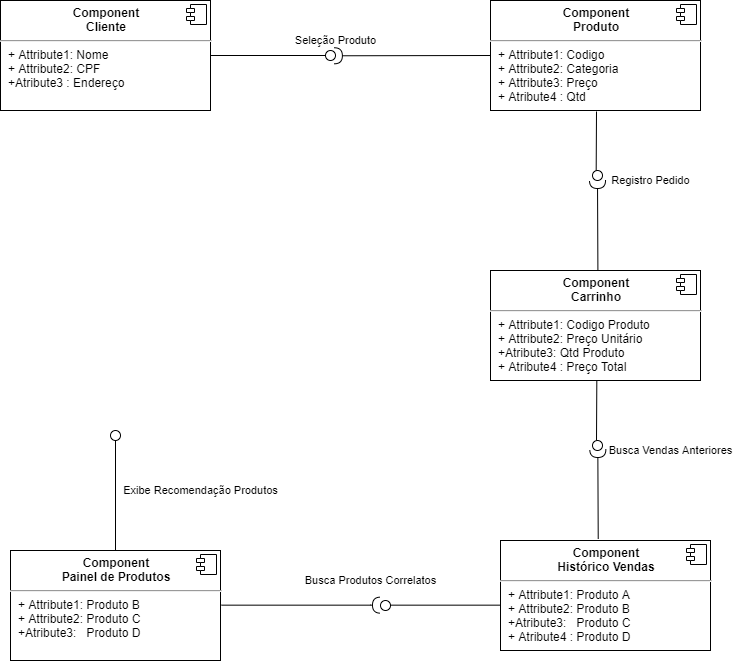 Component
Cliente
+ Attribute1: Nome
+ Attribute2: CPF
+Atribute3 : Endereço
Seleção Produto
Component
Produto
+ Attribute1: Codigo
+ Attribute2: Categoria
+ Attribute3: Preço
+ Atribute4 : Qtd
Registro Pedido
Component
Carrinho
+ Attribute1: Codigo Produto
+ Attribute2: Preço Unitário
+Atribute3: Qtd Produto
+ Atribute4 : Preço Total
Busca Vendas Anteriores
Exibe Recomendação Produtos
Component
Painel de Produtos
+ Attribute1: Produto B
+ Attribute2: Produto C
+Atribute3: Produto D
Busca Produtos Correlatos
Component
Histórico Vendas
+ Attribute1: Produto A
+ Attribute2: Produto B
+Atribute3: Produto C
+ Atribute4 : Produto D